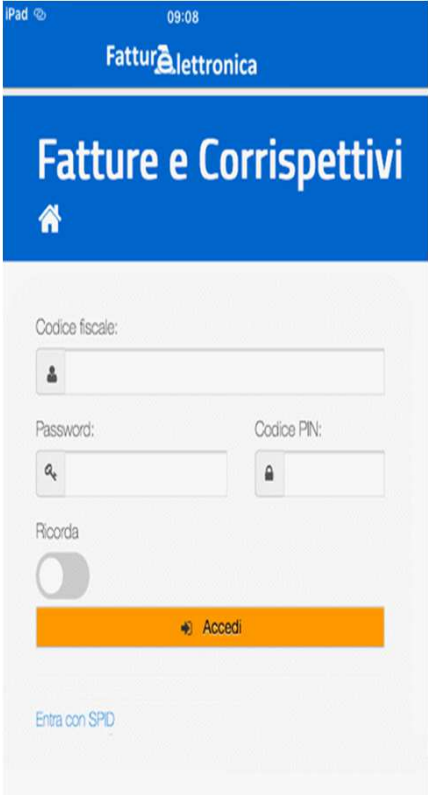 iPad 09:08
FatturaElettronica
Fatture e Corrispettivi
Codice fiscale:
Password: Codice PIN:
Ricorda
Accedi
Entra con SPID